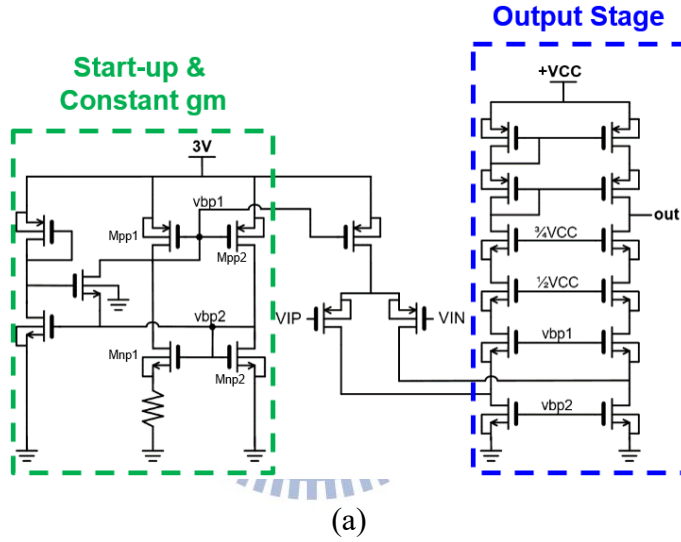 Output Stage
+VCC
Start-up &
Constant gm
3V
vbp1
Mpp1
Mpp2
out
¾VCC
½VCC
VIP
VIN
vbp2
vbp1
Mnp1
Mnp2
vbp2
(a)